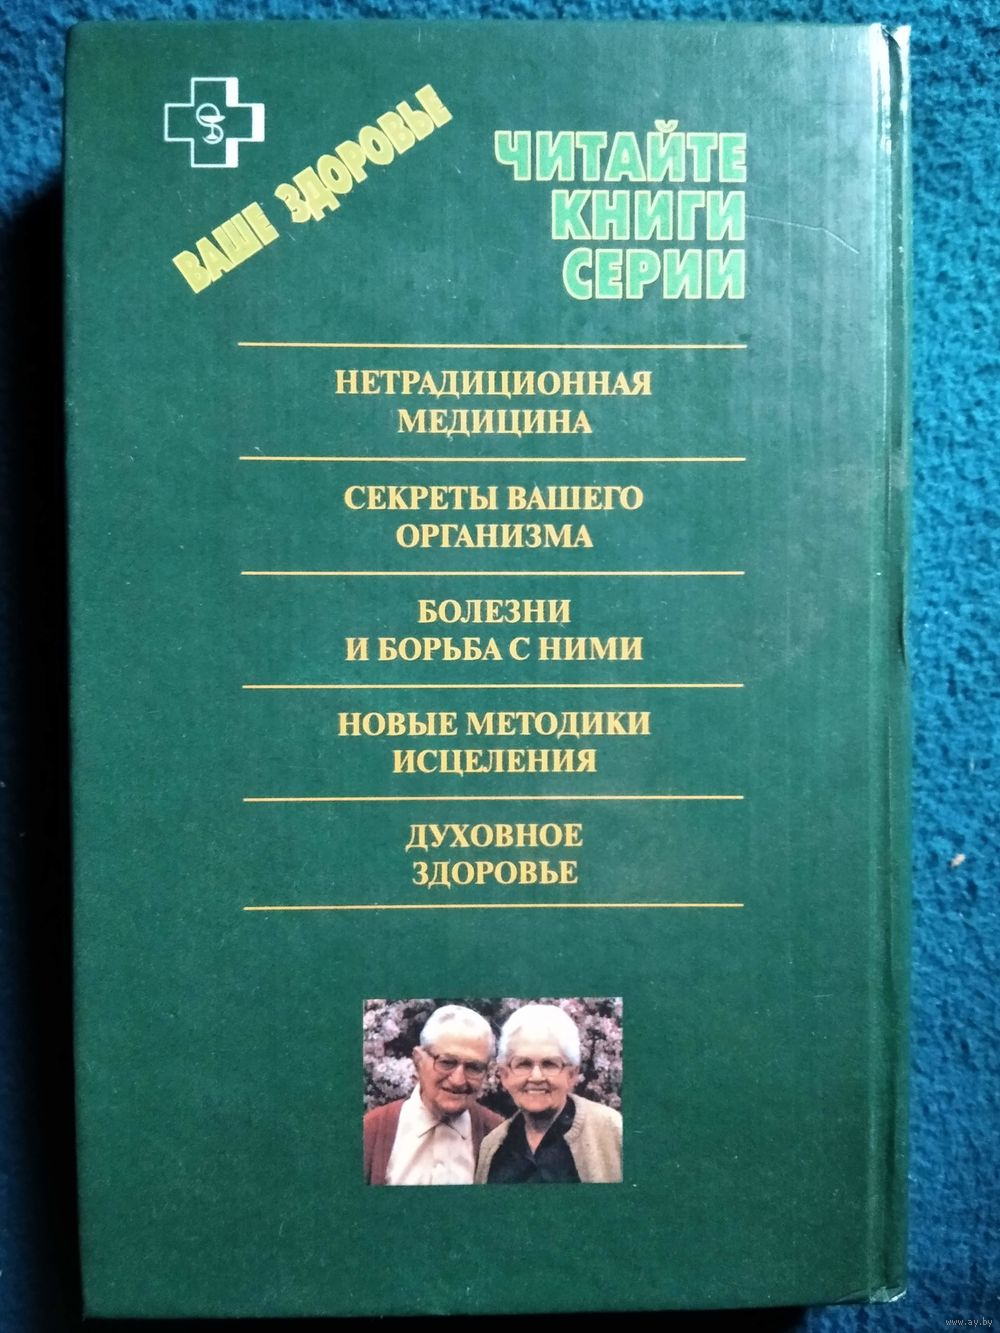 ВАШЕ ЗДОРОВЬЕ
ЧИТАЙТЕ
КНИГИ
СЕРИИ
НЕТРАДИЦИОННАЯ
МЕДИЦИНА
СЕКРЕТЫ ВАШЕГО
ОРГАНИЗМА
БОЛЕЗНИ
И БОРЬБА С НИМИ
НОВЫЕ МЕТОДИКИ
ИСЦЕЛЕНИЯ
ДУХОВНОЕ
ЗДОРОВЬЕ
www.ay.by